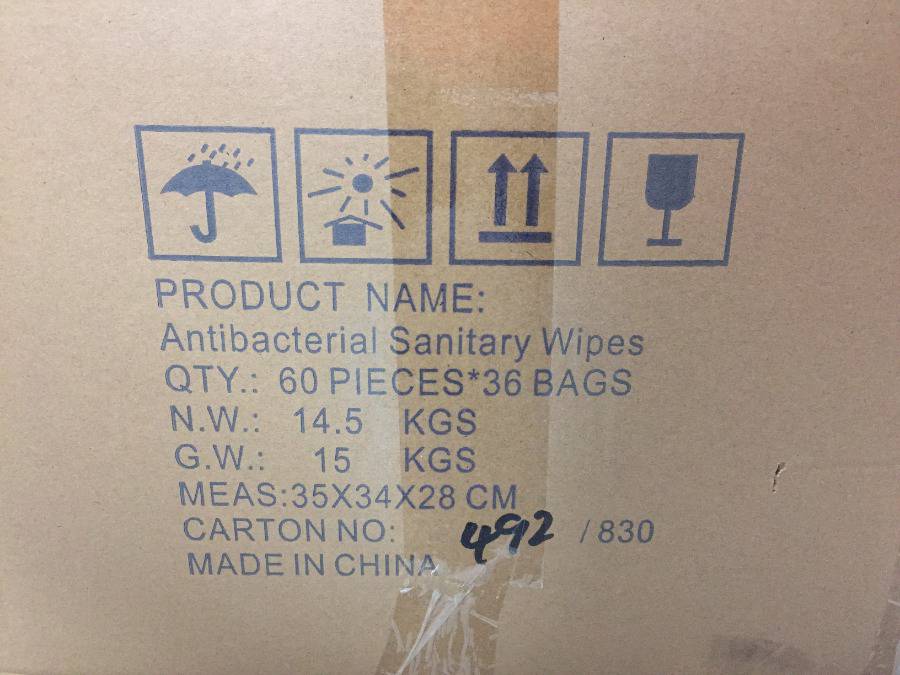 PRODUCT NAME:
Antibacterial Sanitary Wipes
QTY.: 60 PIECES*36 BAGS
N.W.: 14.5 KGS
G.W.: 15 KGS
MEAS:35X34X28 CM
CARTON NO: 492 /830
MADE IN CHINA